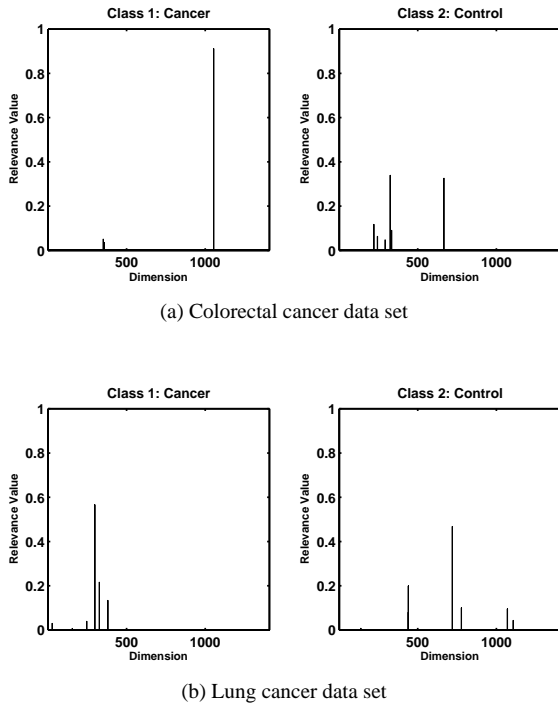 Class 1: Cancer
Class 2: Control
1
0.8
0.6
0.4
0.2
0
Relevance Value
500
1000
Dimension
1
0.8
0.6
0.4
0.2
0
Relevance Value
500
1000
Dimension
(a) Colorectal cancer data set
Class 1: Cancer
Class 2: Control
1
0.8
0.6
0.4
0.2
0
Relevance Value
500
1000
Dimension
1
0.8
0.6
0.4
0.2
0
Relevance Value
500
1000
Dimension
(b) Lung cancer data set